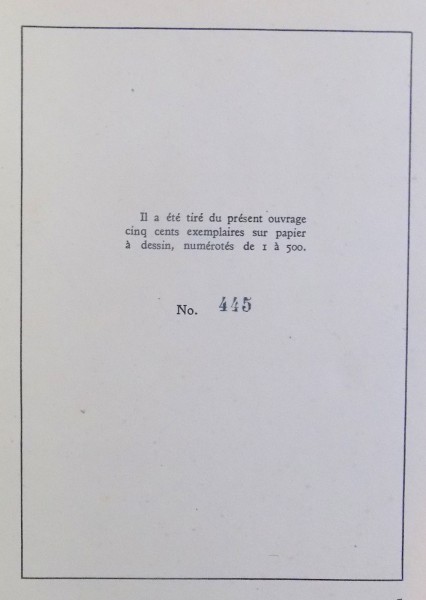 Il a été tiré du présent ouvrage
cinq cents exemplaires sur papier
à dessin, numérotés de 1 à 500.
No. 445